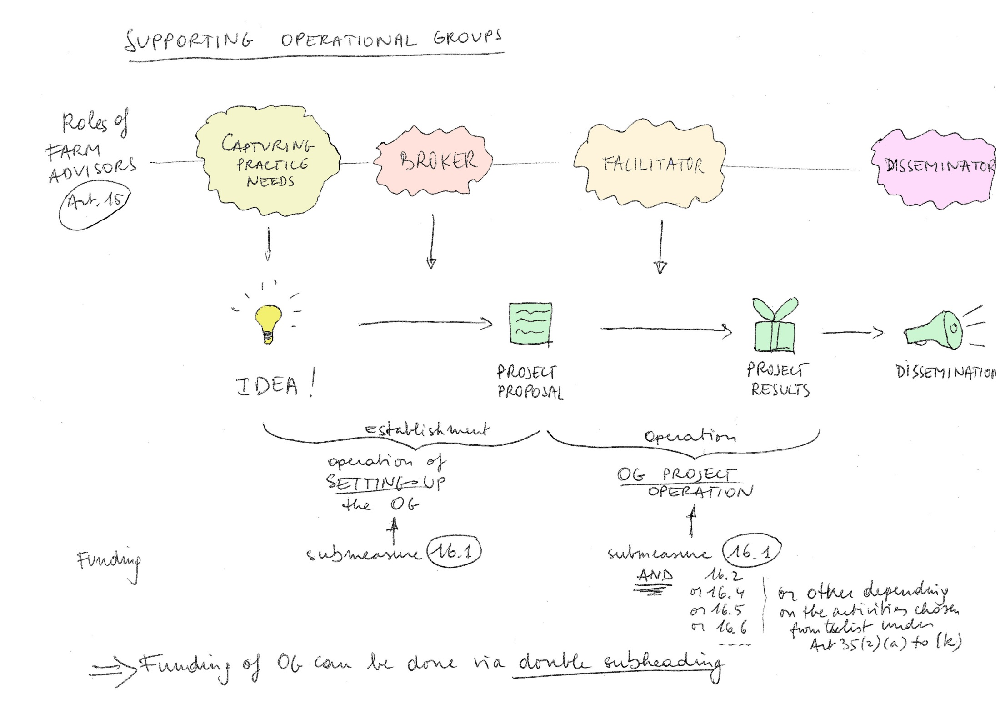 SUPPORTING OPERATIONAL GROUPS
Roles of
FARM
ADVISORS
Art. 15
CAPTURING
PRACTICE
NEEDS
BROKER
FACILITATOR
DISSEMINATOR
IDEA!
PROJECT
PROPOSAL
PROJECT
RESULTS
DISSEMINATION
Establishment
operation of
SETTING-UP
the OG
Operation
OG PROJECT
OPERATION
Funding
submeasure 16.1
submeasure 16.1
AND 16.2
or 16.4
or 16.5
or 16.6
----
or other depending
on the activities chosen
from the list under
Art 35(2)(a) to (k)
⇒ Funding of OG can be done via double subheading